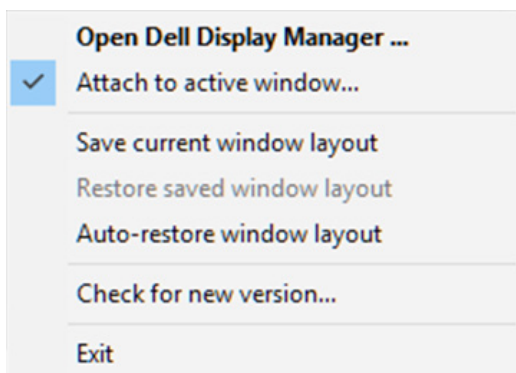 Open Dell Display Manager ...
Attach to active window...
Save current window layout
Restore saved window layout
Auto-restore window layout
Check for new version...
Exit